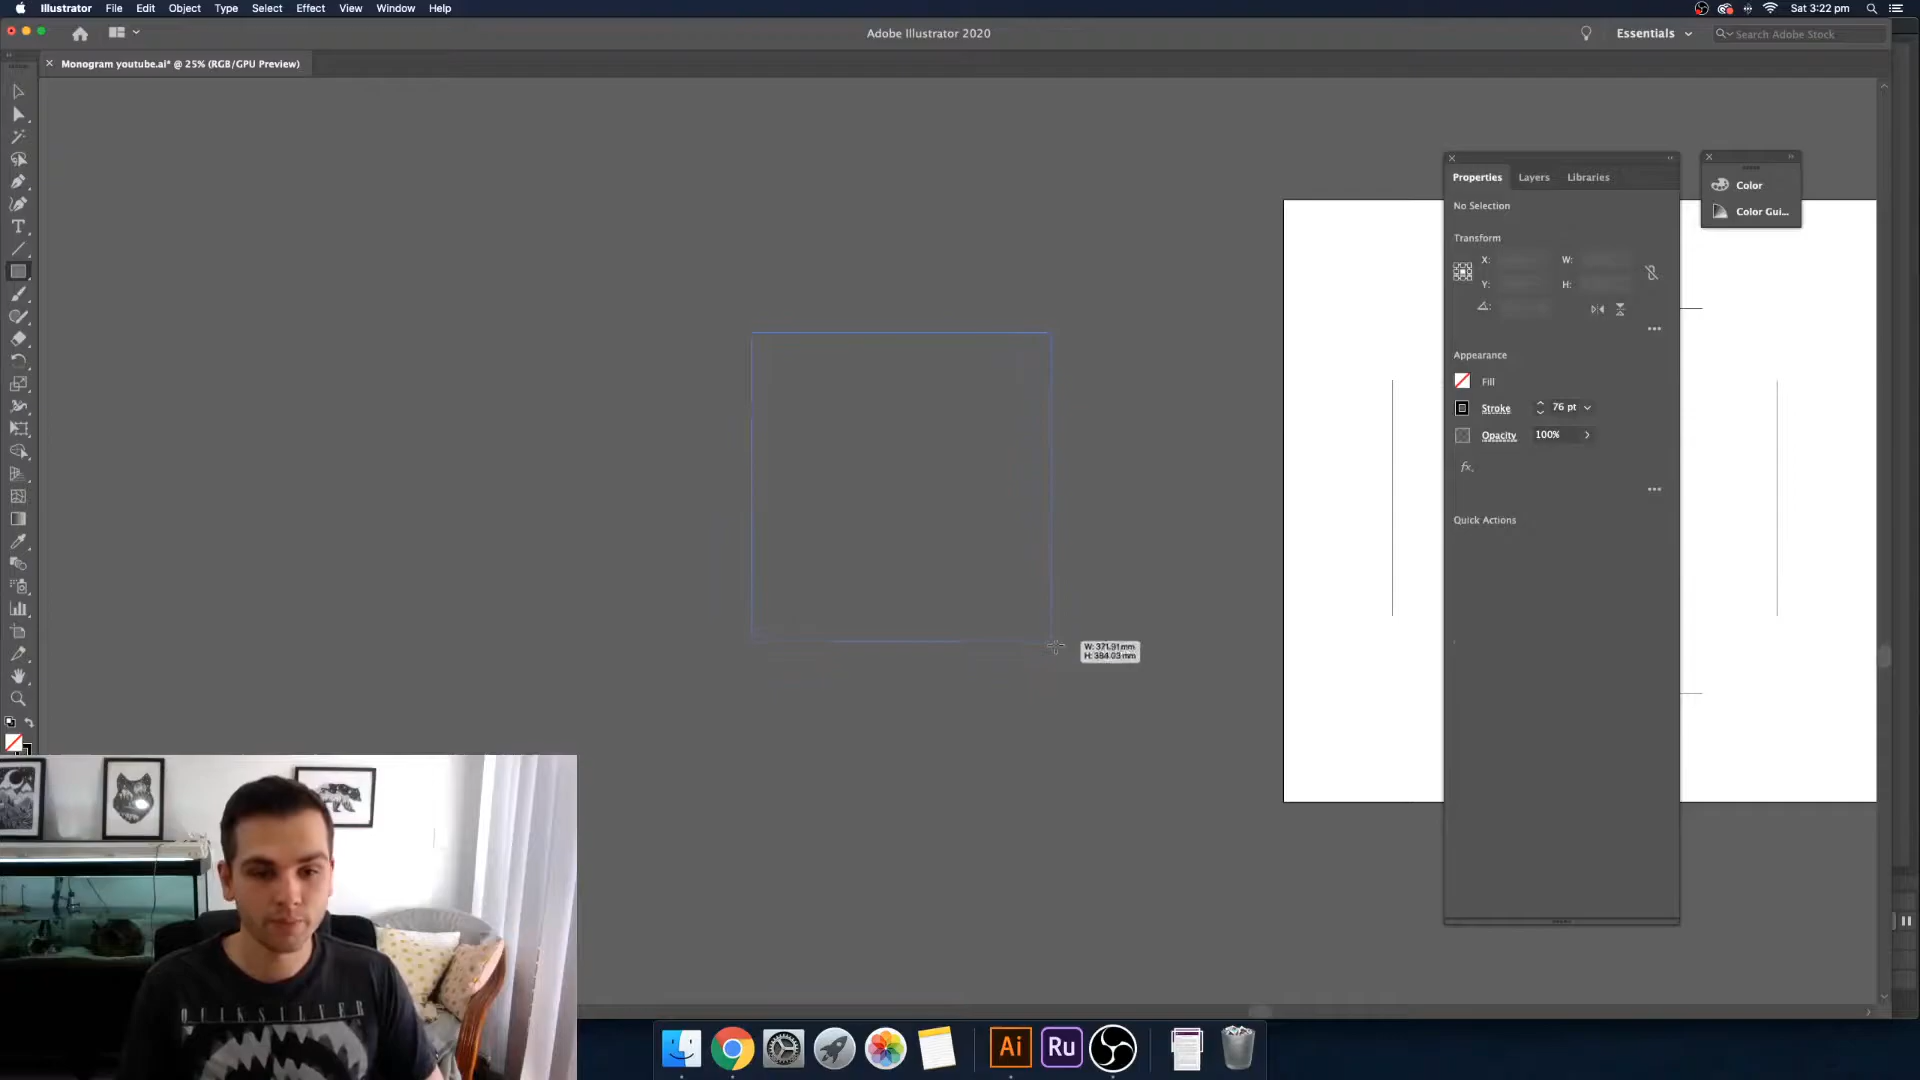 Illustrator File Edit Object Type Select Effect View Window Help
Sat 3:22 pm
Adobe Illustrator 2020
Essentials
Search Adobe Stock
Monogram youtube.ai* @ 25% (RGB/GPU Preview)
Properties Layers Libraries
Color
Color Gui...
No Selection
Transform
X: W:
Y: H:
Appearance
Fill
Stroke 76 pt
Opacity 100%
fx.
Quick Actions
W: 371.91 mm
H: 384.03 mm
QUIKSILVER
Ai Ru